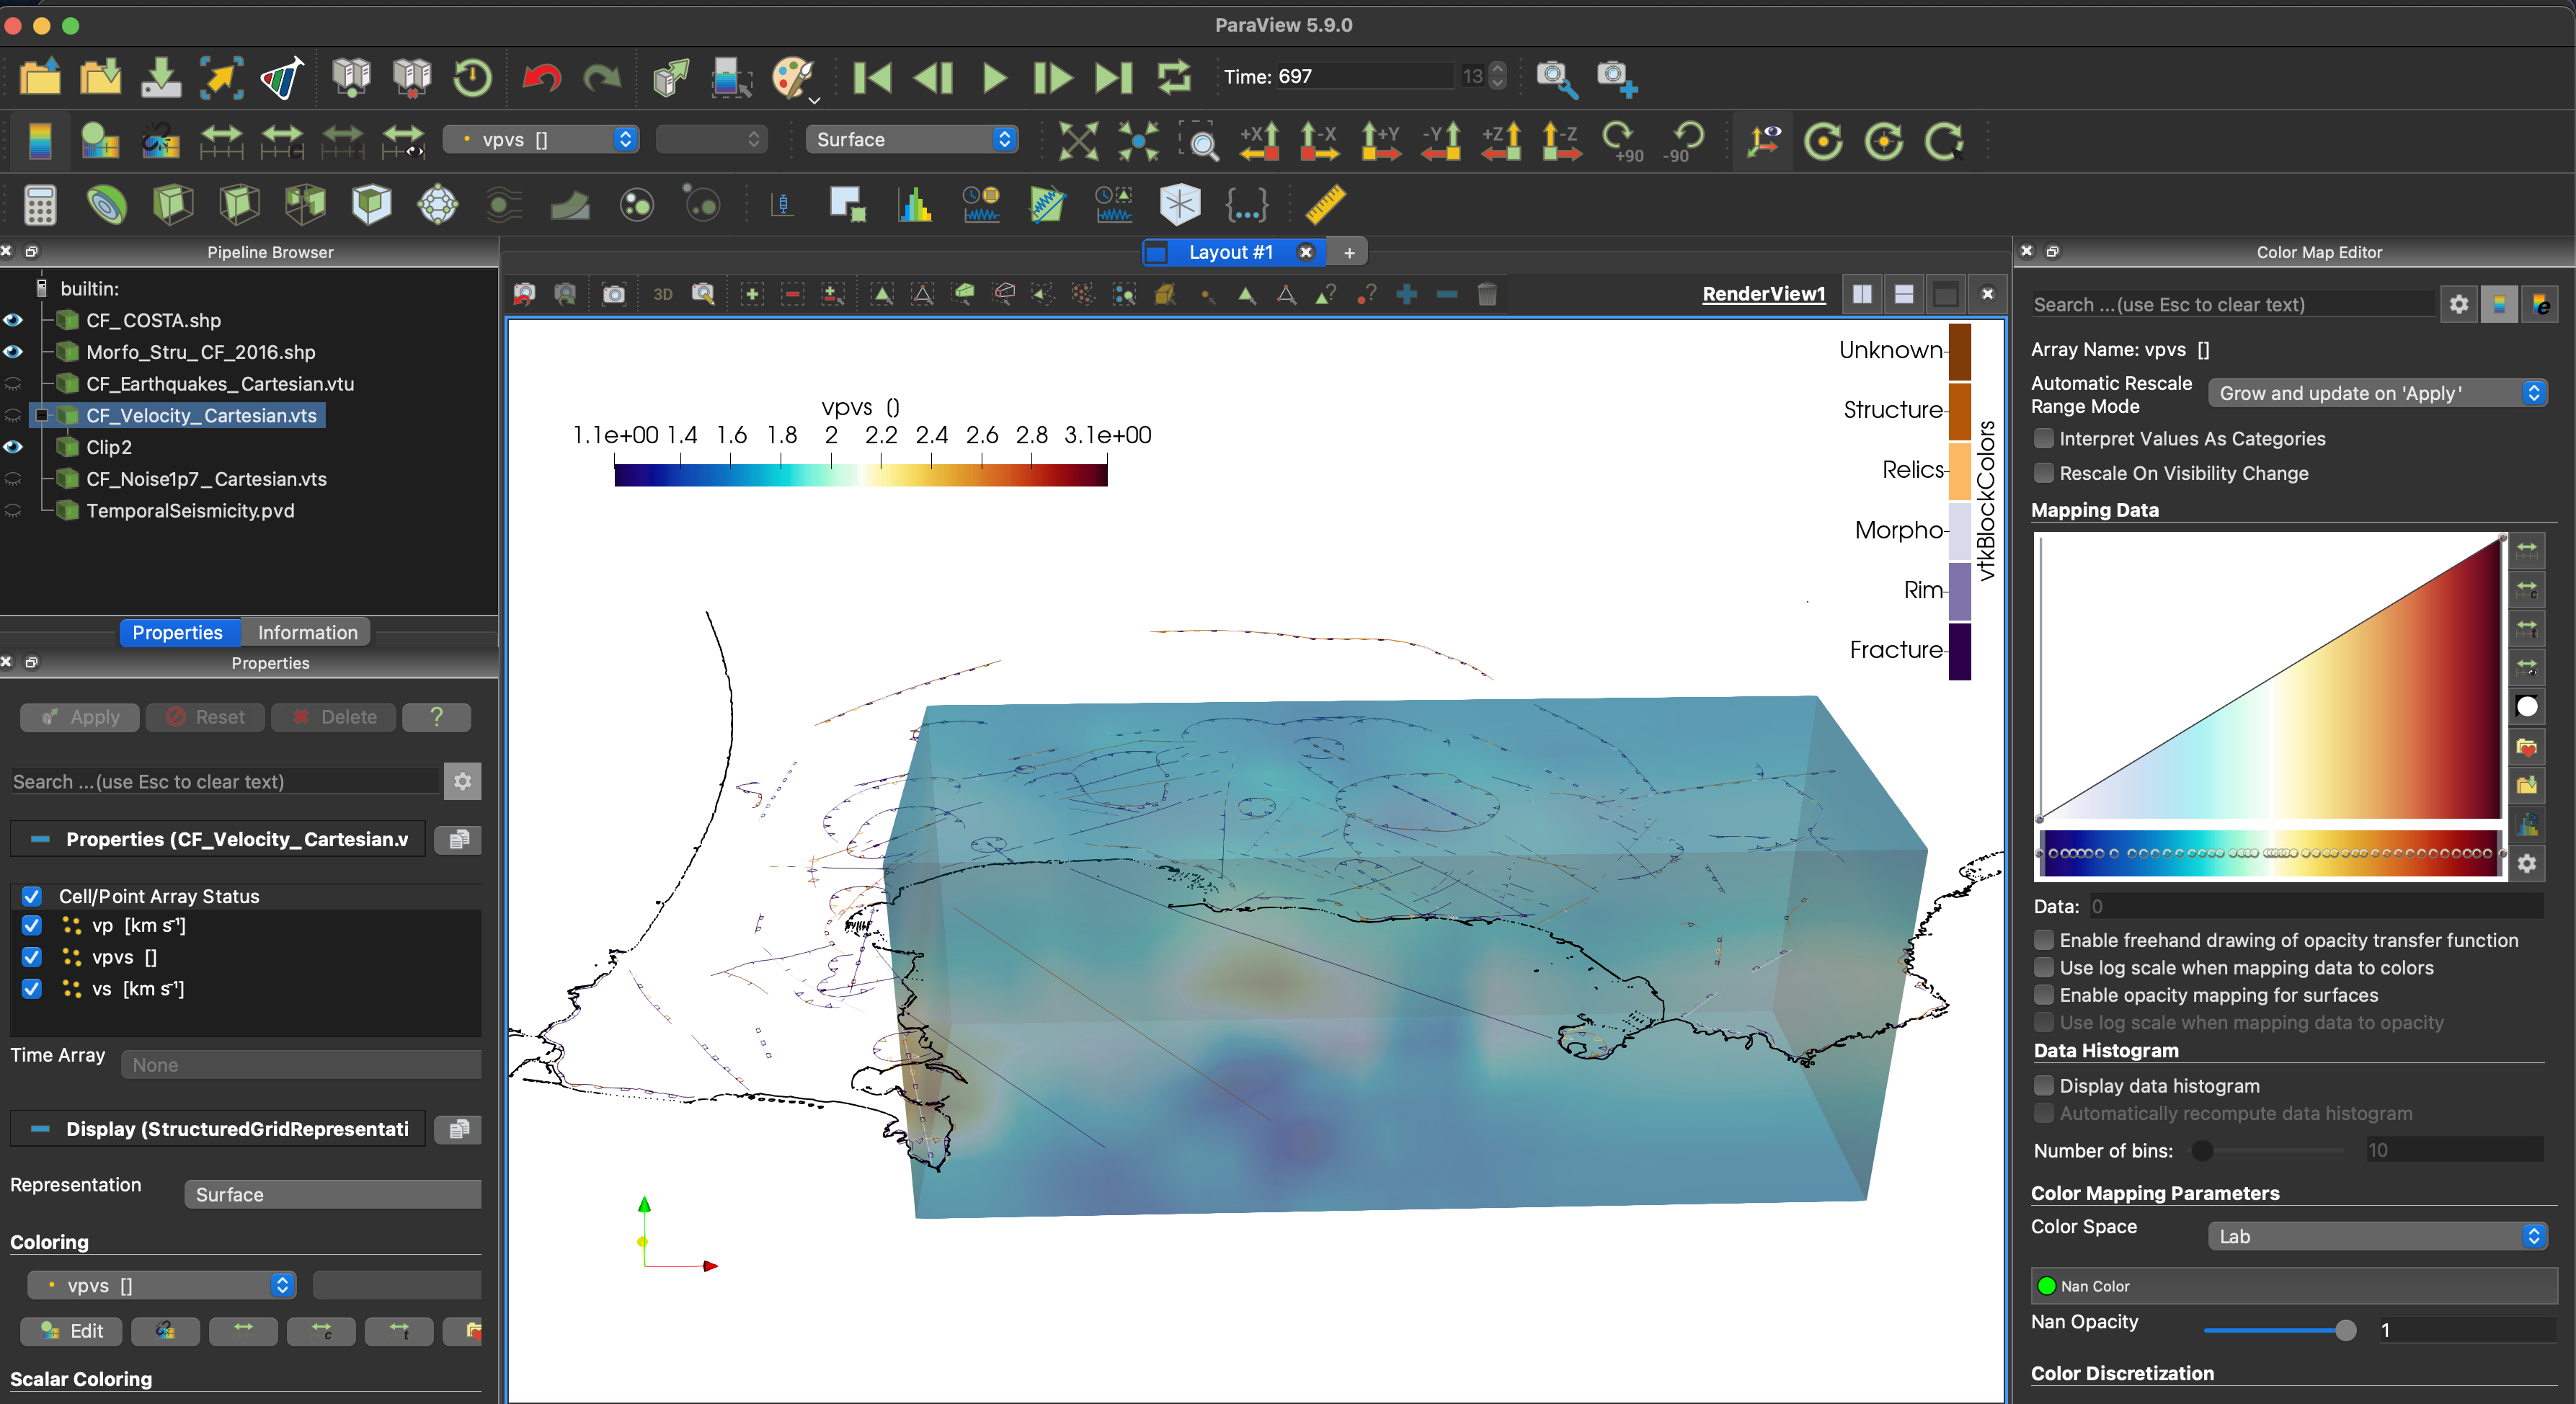 ParaView 5.9.0
Time: 697
13
vpvs []
Surface
+X
-X
+Y
-Y
+Z
-Z
+90
-90
Pipeline Browser
builtin:
CF_COSTA.shp
Morfo_Stru_CF_2016.shp
CF_Earthquakes_Cartesian.vtu
CF_Velocity_Cartesian.vts
Clip2
CF_Noise1p7_Cartesian.vts
TemporalSeismicity.pvd
Properties
Information
Properties
Apply
Reset
Delete
?
Search ...(use Esc to clear text)
Properties (CF_Velocity_Cartesian.v
Cell/Point Array Status
vp [km s⁻¹]
vpvs []
vs [km s⁻¹]
Time Array
None
Display (StructuredGridRepresentati
Representation
Surface
Coloring
vpvs []
Edit
c
t
Scalar Coloring
Layout #1
+
3D
RenderView1
vpvs ()
1.1e+00 1.4 1.6 1.8 2 2.2 2.4 2.6 2.8 3.1e+00
Unknown
Structure
Relics
Morpho
Rim
Fracture
vtkBlockColors
Color Map Editor
Search ...(use Esc to clear text)
e
Array Name: vpvs []
Automatic Rescale
Range Mode
Grow and update on 'Apply'
Interpret Values As Categories
Rescale On Visibility Change
Mapping Data
Data: 0
Enable freehand drawing of opacity transfer function
Use log scale when mapping data to colors
Enable opacity mapping for surfaces
Use log scale when mapping data to opacity
Data Histogram
Display data histogram
Automatically recompute data histogram
Number of bins:
10
Color Mapping Parameters
Color Space
Lab
Nan Color
Nan Opacity
1
Color Discretization